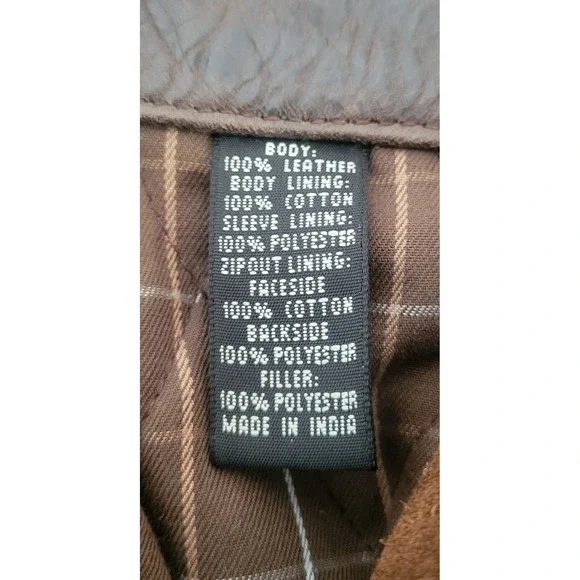 BODY:
100% LEATHER
BODY LINING:
100% COTTON
SLEEVE LINING:
100% POLYESTER
ZIPOUT LINING:
FACESIDE
100% COTTON
BACKSIDE
100% POLYESTER
FILLER:
100% POLYESTER
MADE IN INDIA